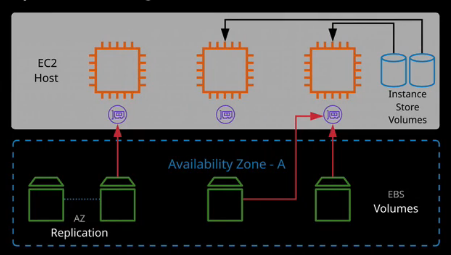 EC2
Host
Instance
Store
Volumes
Availability Zone - A
AZ
Replication
EBS
Volumes